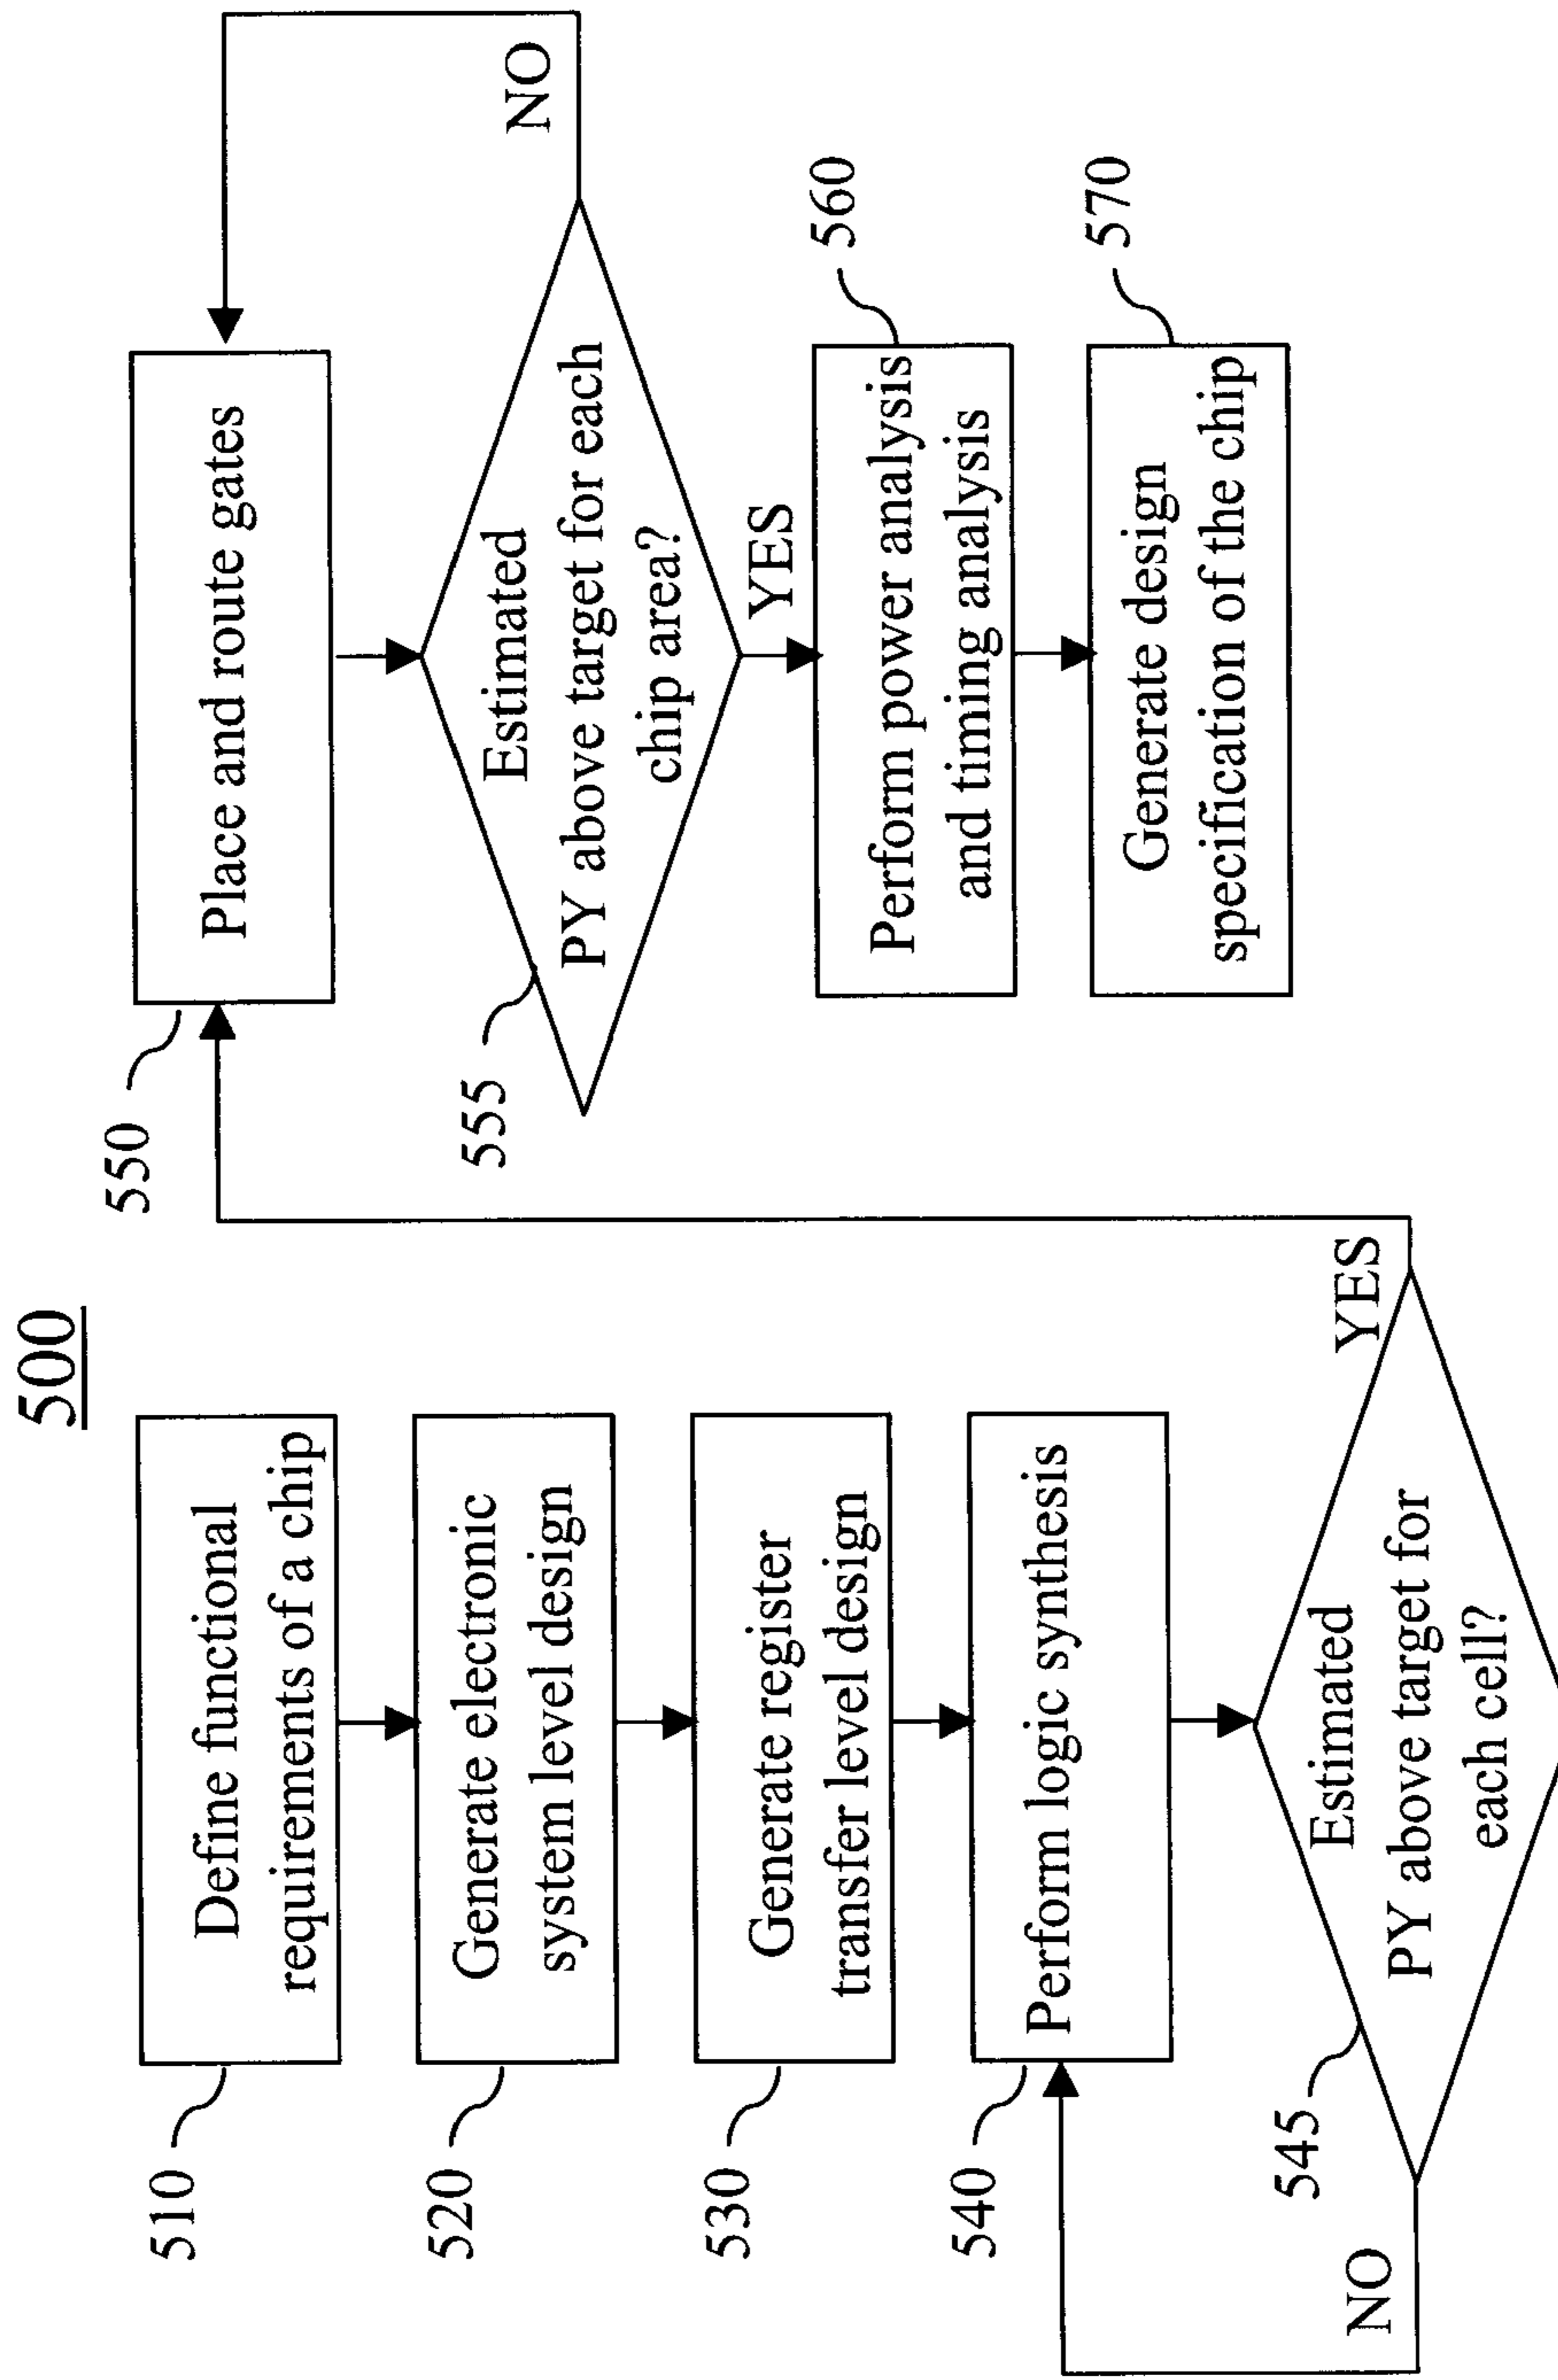 500
510
Define functional
requirements of a chip
520
Generate electronic
system level design
530
Generate register
transfer level design
540
Perform logic synthesis
545
Estimated
PY above target for
each cell?
NO
YES
550
Place and route gates
555
Estimated
PY above target for each
chip area?
NO
YES
560
Perform power analysis
and timing analysis
570
Generate design
specification of the chip